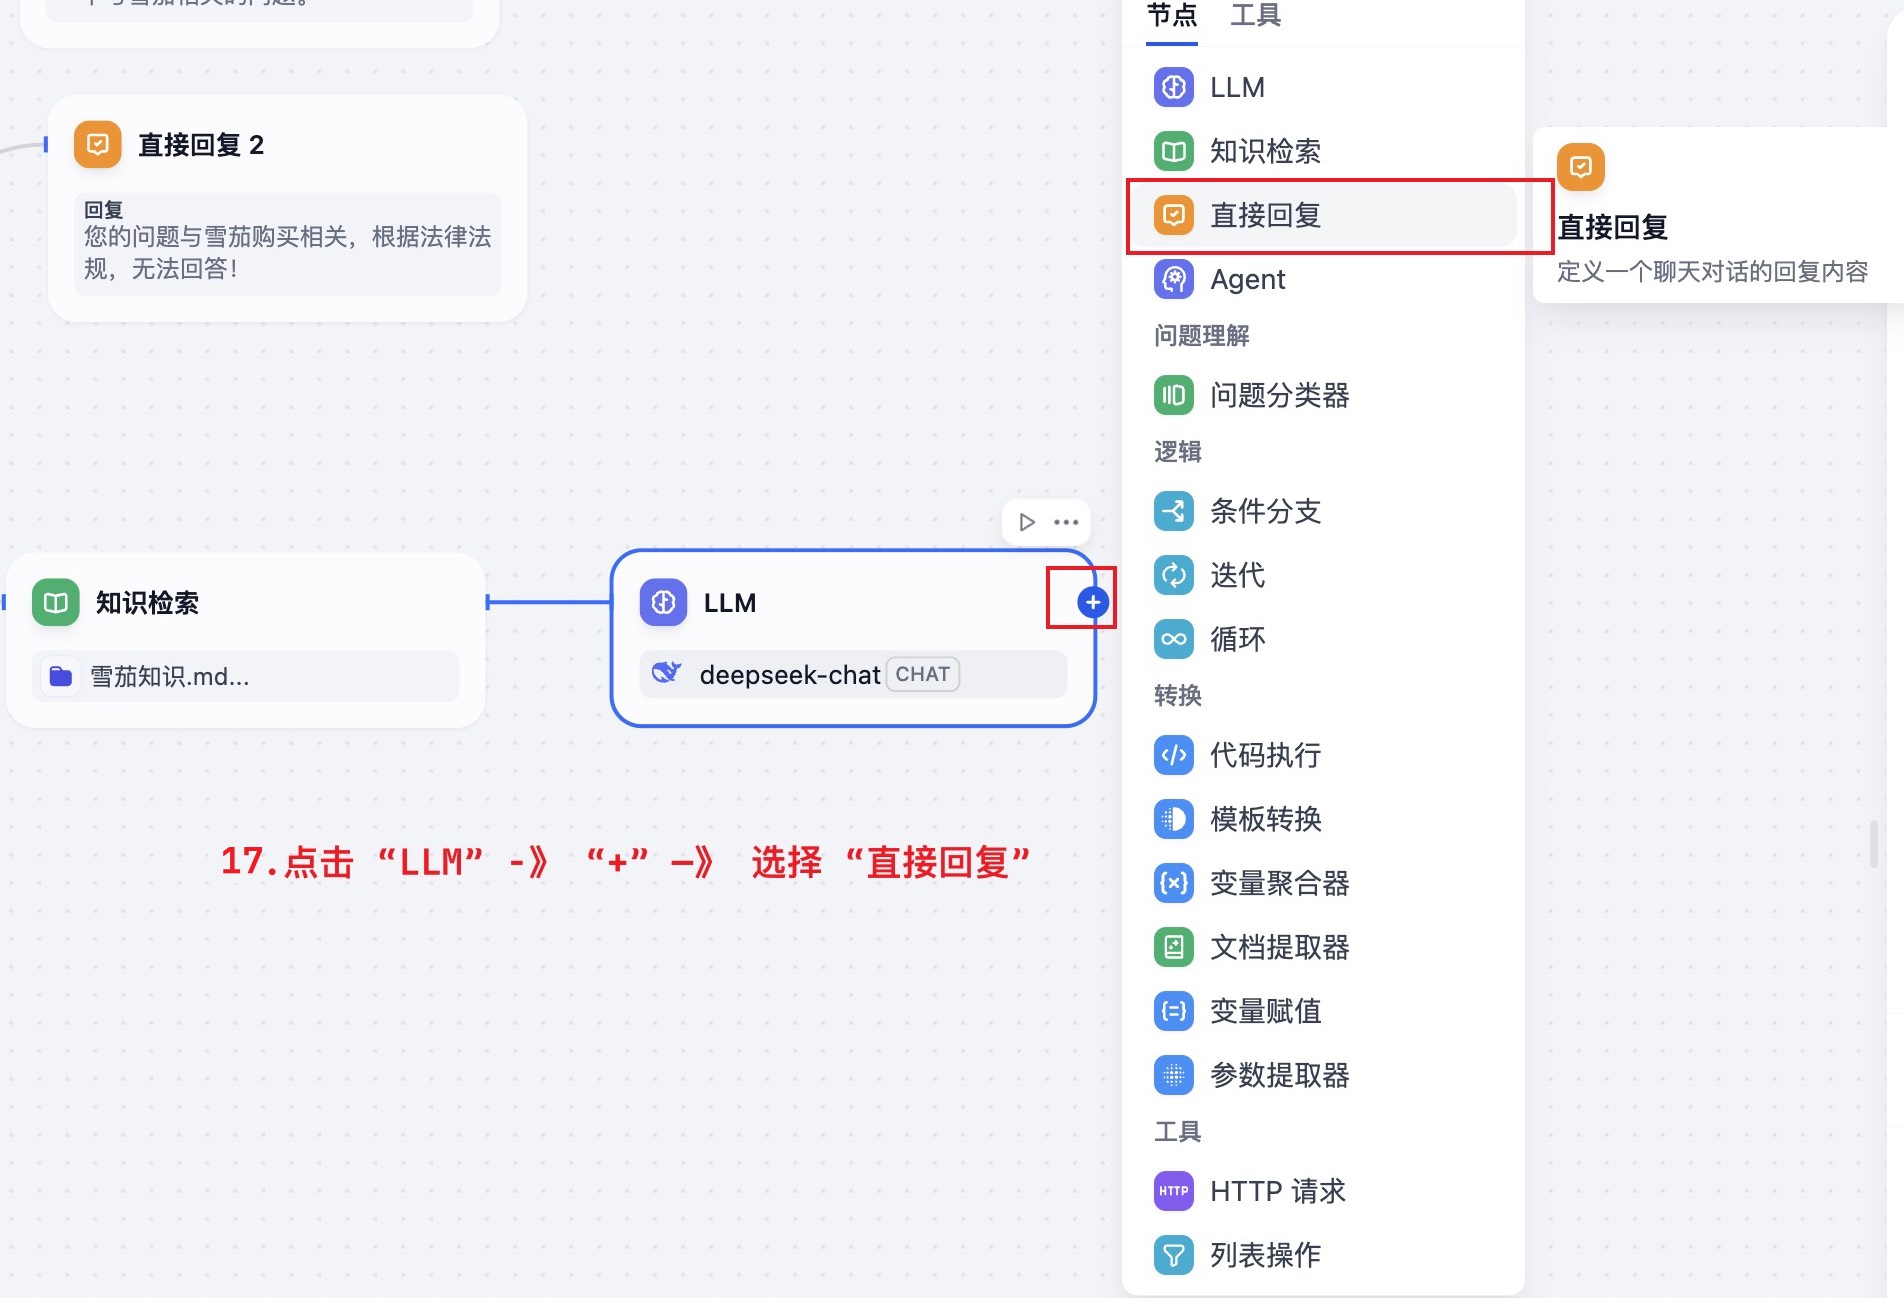 直接回复 2
回复
您的问题与雪茄购买相关，根据法律法
规，无法回答！
知识检索
雪茄知识.md...
LLM
deepseek-chat CHAT
17.点击 “LLM” -》 “+” —》 选择 “直接回复”
节点 工具
LLM
知识检索
直接回复
Agent
问题理解
问题分类器
逻辑
条件分支
迭代
循环
转换
代码执行
模板转换
变量聚合器
文档提取器
变量赋值
参数提取器
工具
HTTP 请求
列表操作
直接回复
定义一个聊天对话的回复内容